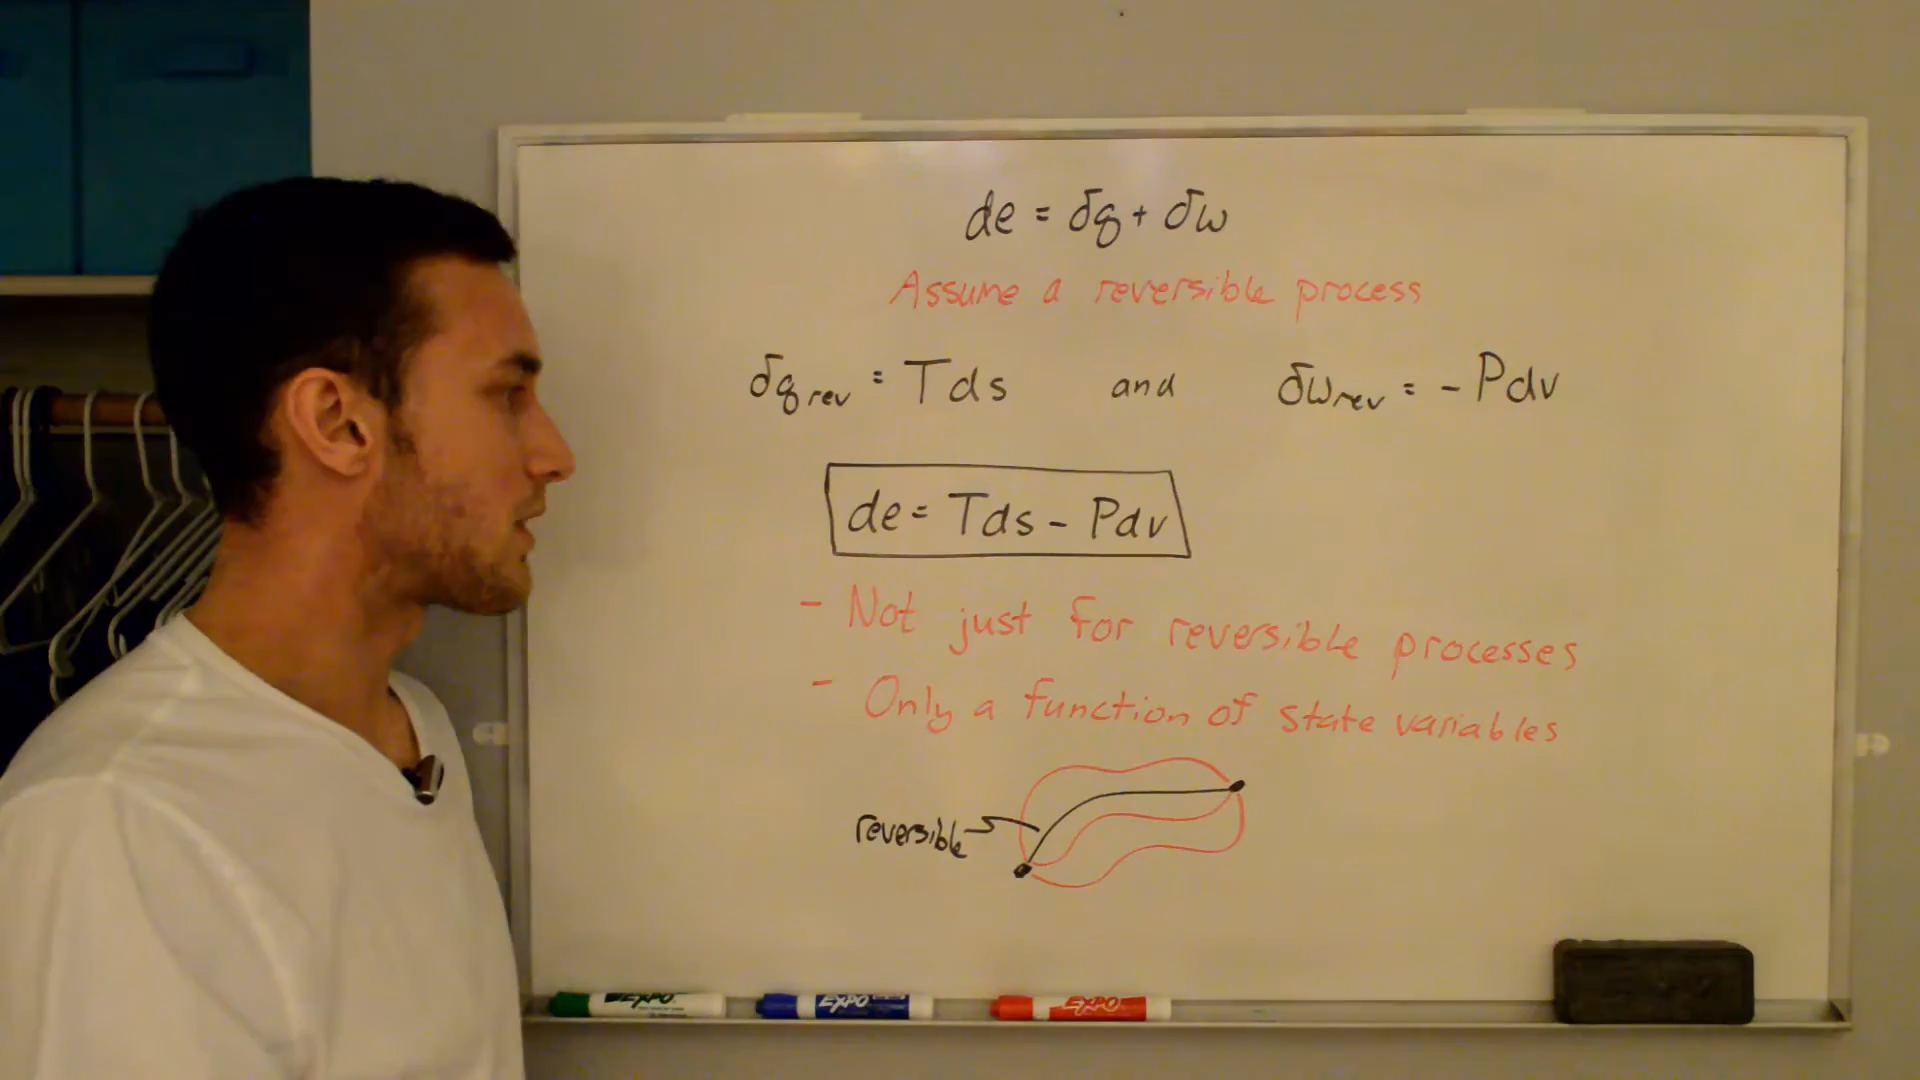 de = δq + δw
Assume a reversible process
δq rev = Tds and δw rev = - Pdv
de = Tds - Pdv
- Not just for reversible processes
- Only a function of state variables
reversible
EXPO EXPO EXPO